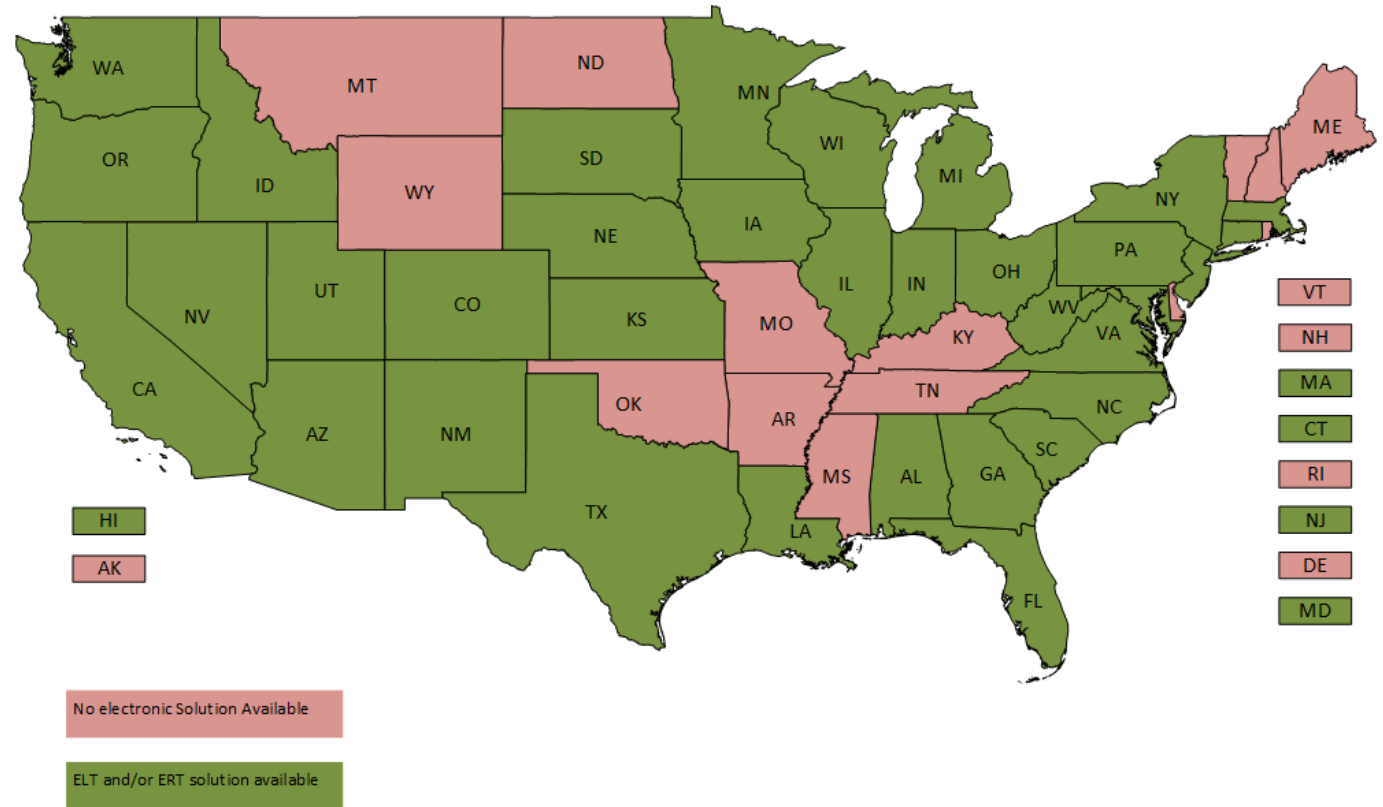 WA
MT
ND
MN
ME
OR
ID
WY
SD
WI
MI
NY
NE
IA
PA
NV
UT
CO
KS
IL
IN
OH
WV
VA
MO
KY
CA
AZ
NM
OK
AR
TN
NC
SC
MS
AL
GA
TX
LA
FL
HI
AK
VT
NH
MA
CT
RI
NJ
DE
MD
No electronic Solution Available
ELT and/or ERT solution available